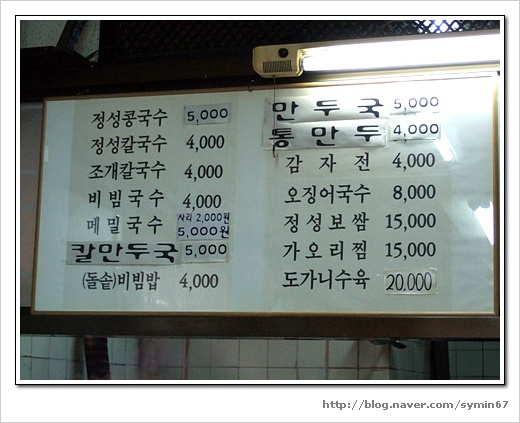 정성콩국수 5,000
정성칼국수 4,000
조개칼국수 4,000
비빔국수 4,000
사리 2,000원
메밀국수 5,000원
칼만두국 5,000
(돌솥)비빔밥 4,000
만두국 5,000
통만두 4,000
감자전 4,000
오징어국수 8,000
정성보쌈 15,000
가오리찜 15,000
도가니수육 20,000
http://blog.naver.com/symin67